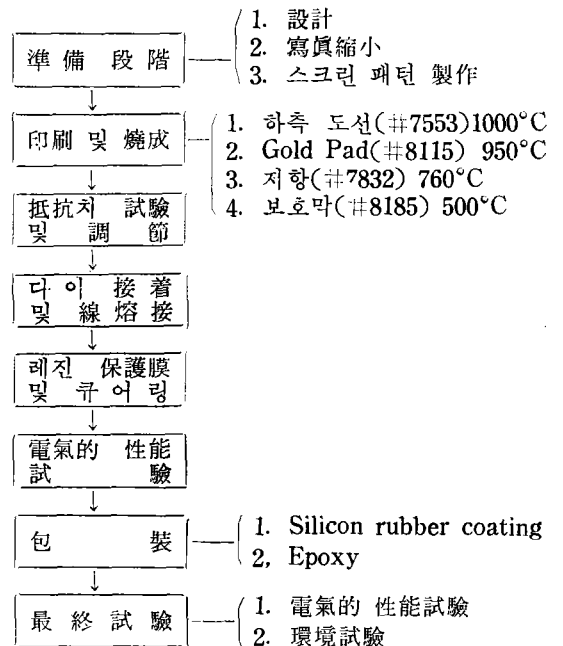 準備 段階
1. 設計
2. 寫眞縮小
3. 스크린 패턴 製作
印刷 및 燒成
1. 하측 도선(#7553)1000°C
2. Gold Pad(#8115) 950°C
3. 저항(#7832) 760°C
4. 보호막(#8185) 500°C
抵抗치 試驗
및 調節
다이 接着
및 線熔接
레진 保護膜
및 큐어링
電氣的 性能
試驗
包裝
1. Silicon rubber coating
2, Epoxy
最終試驗
1. 電氣的 性能試驗
2. 環境試驗